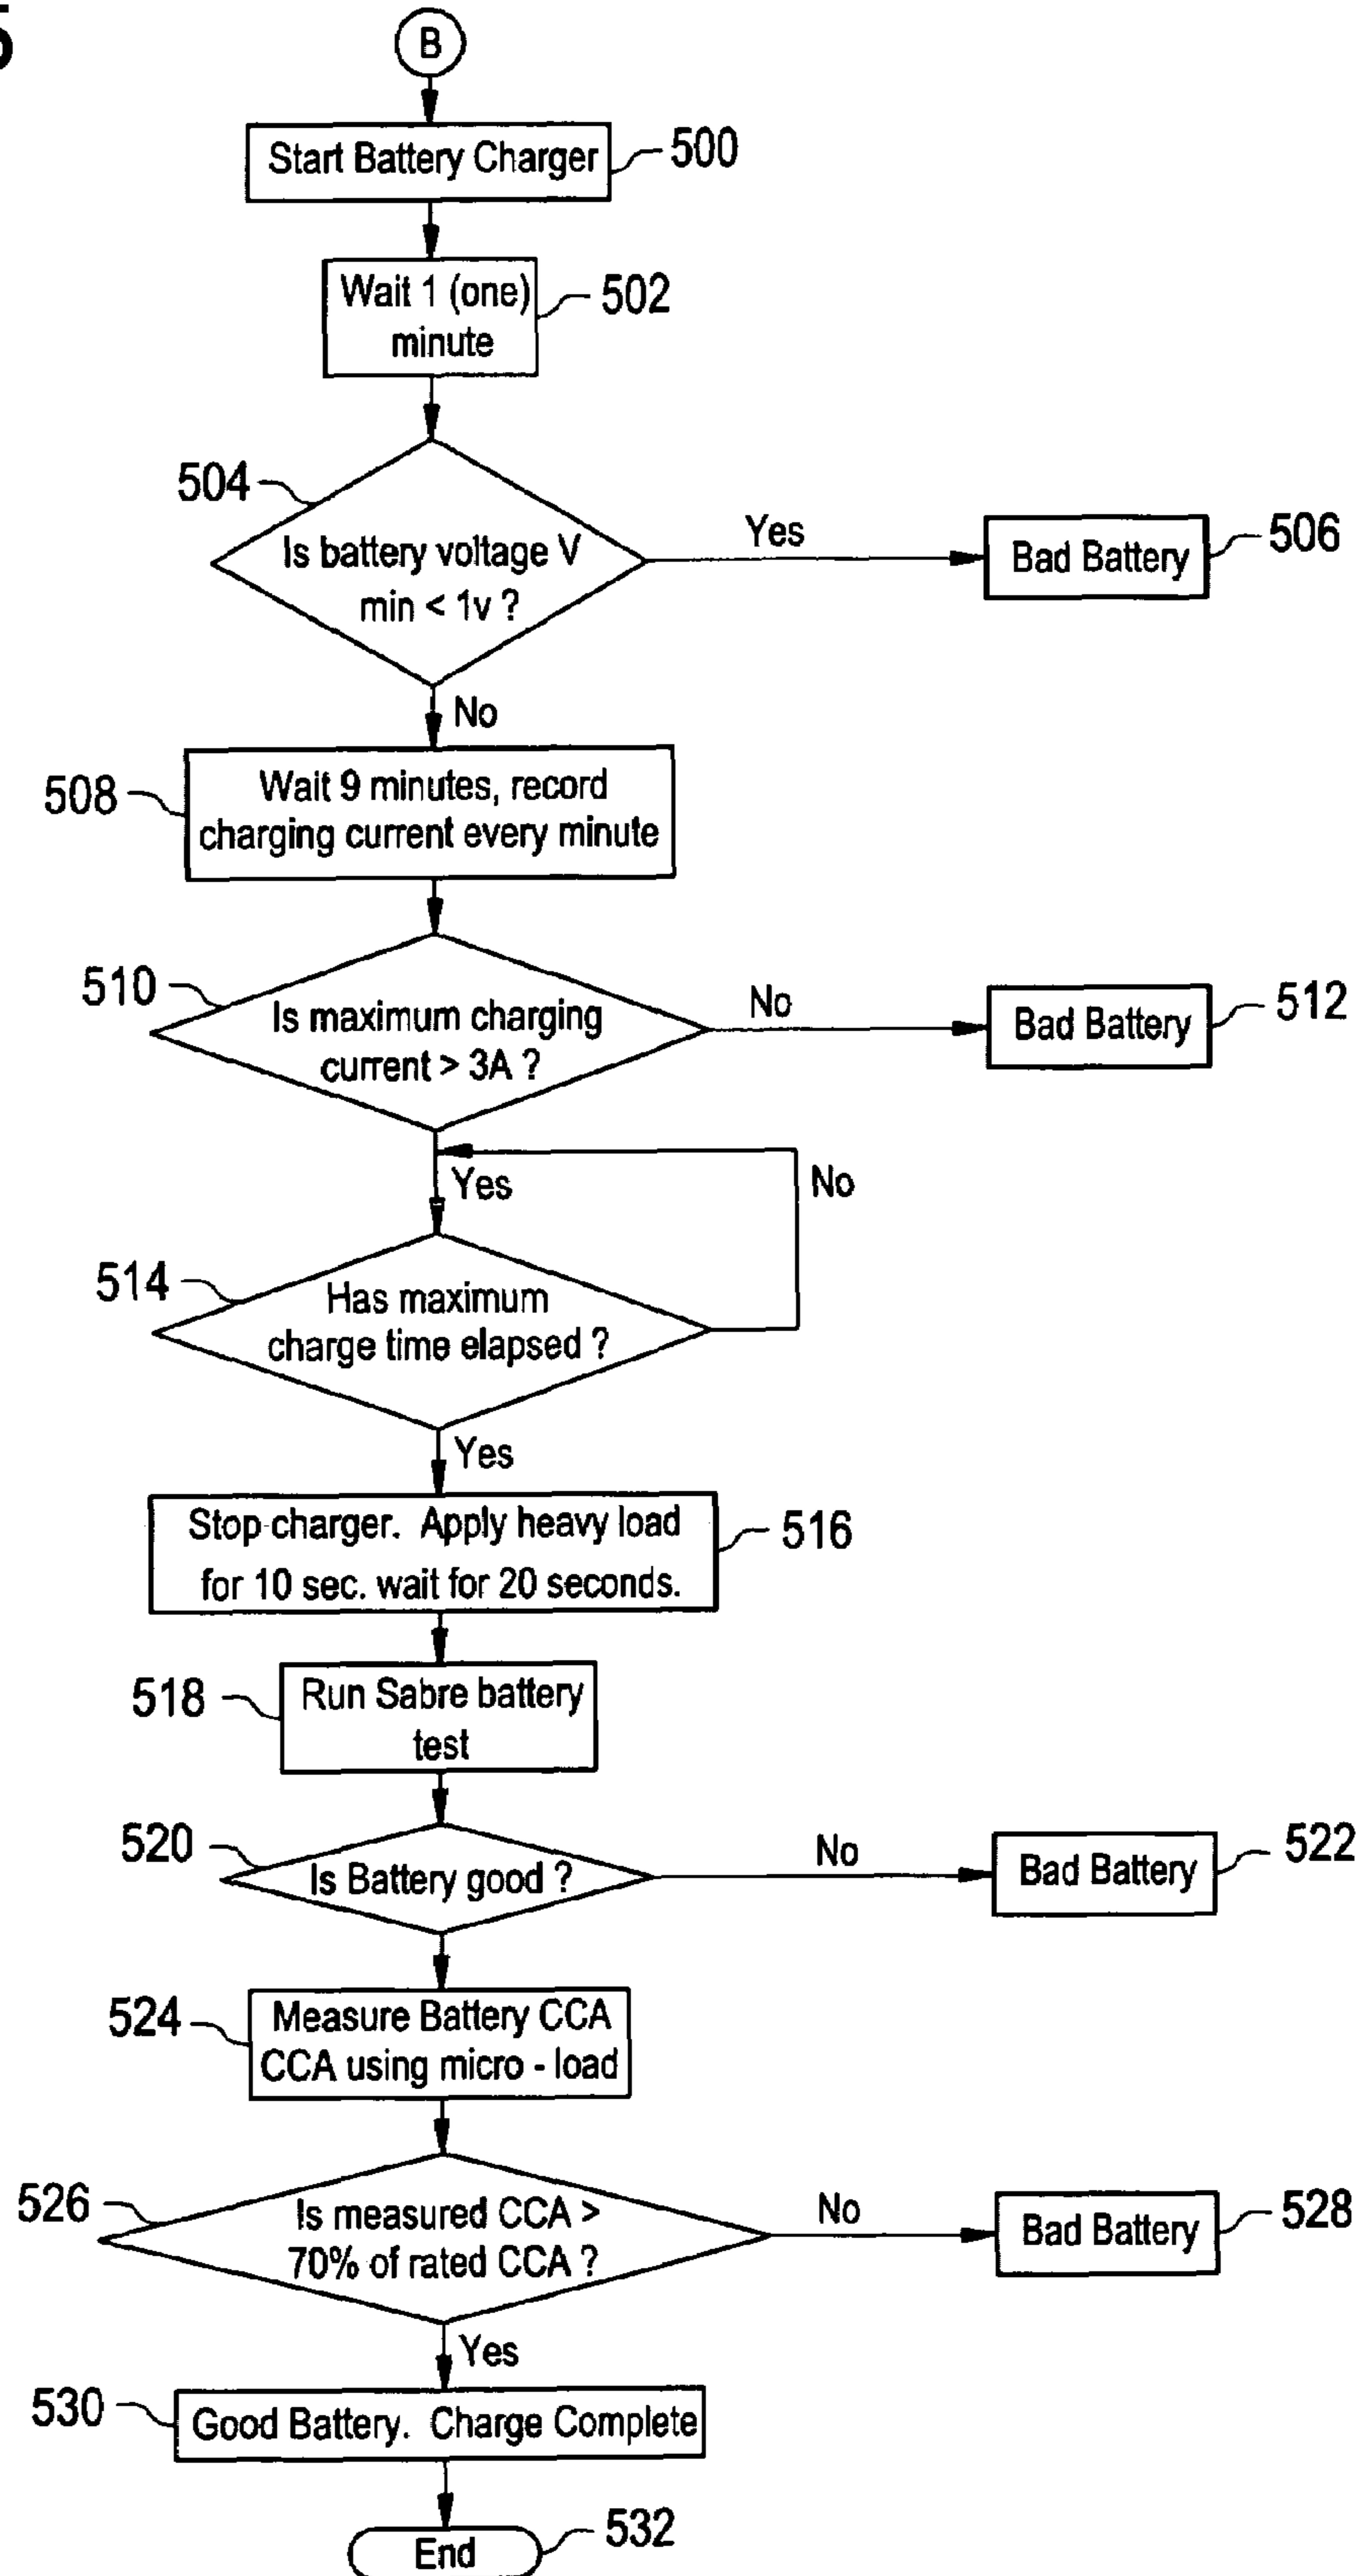 5
B
Start Battery Charger
500
Wait 1 (one)
minute
502
504
Is battery voltage V
min < 1v ?
Yes
Bad Battery
506
No
508
Wait 9 minutes, record
charging current every minute
510
Is maximum charging
current > 3A ?
No
Bad Battery
512
Yes
No
514
Has maximum
charge time elapsed ?
Yes
Stop charger. Apply heavy load
for 10 sec. wait for 20 seconds.
516
518
Run Sabre battery
test
520
Is Battery good ?
No
Bad Battery
522
524
Measure Battery CCA
CCA using micro - load
526
Is measured CCA >
70% of rated CCA ?
No
Bad Battery
528
Yes
530
Good Battery. Charge Complete
End
532